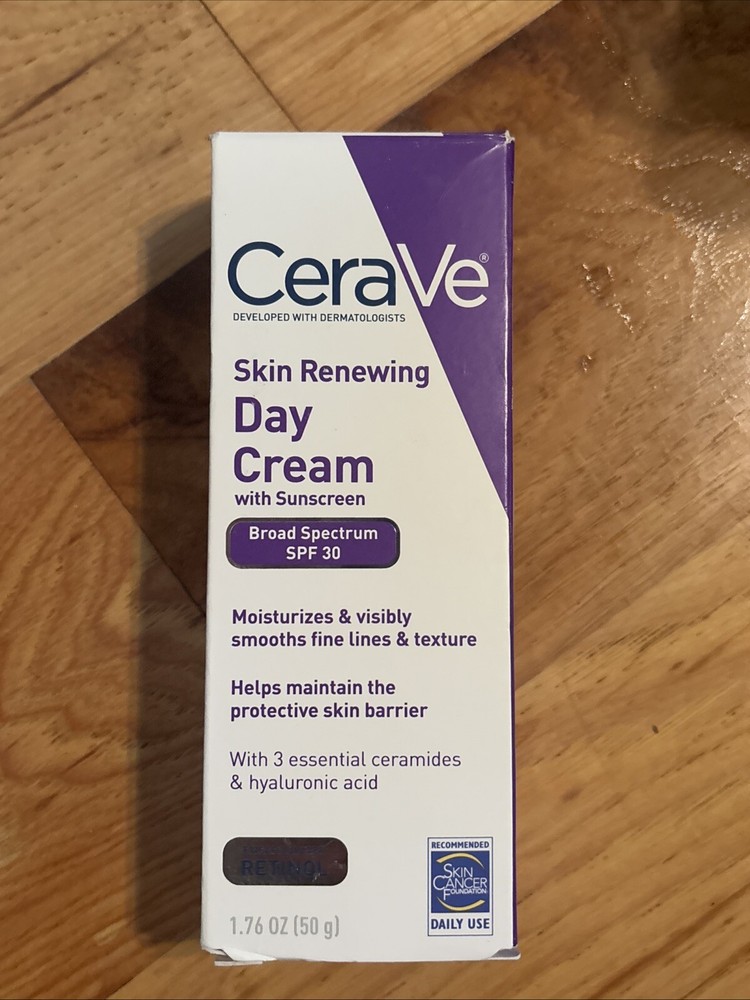 CeraVe®
DEVELOPED WITH DERMATOLOGISTS
Skin Renewing
Day
Cream
with Sunscreen
Broad Spectrum
SPF 30
Moisturizes & visibly
smooths fine lines & texture
Helps maintain the
protective skin barrier
With 3 essential ceramides
& hyaluronic acid
RETINOL
1.76 OZ (50 g)
RECOMMENDED
SKIN
CANCER
FOUNDATION
DAILY USE